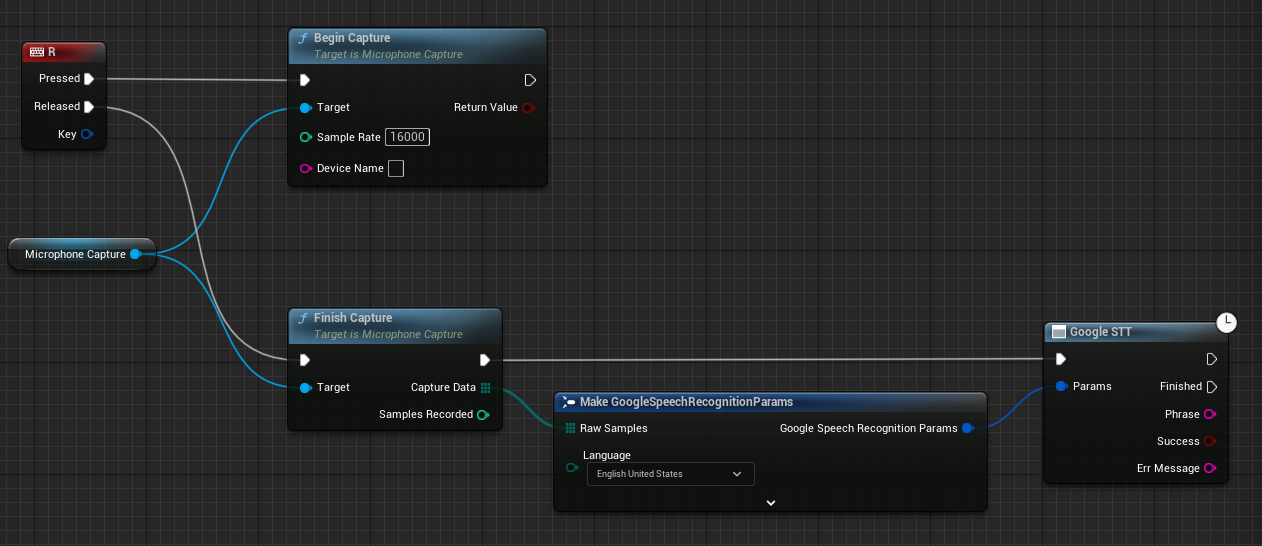 R
Pressed
Released
Key
Begin Capture
Target is Microphone Capture
Target
Return Value
Sample Rate 16000
Device Name
Microphone Capture
Finish Capture
Target is Microphone Capture
Target
Capture Data
Samples Recorded
Make GoogleSpeechRecognitionParams
Raw Samples
Google Speech Recognition Params
Language
English United States
Google STT
Params
Finished
Phrase
Success
Err Message